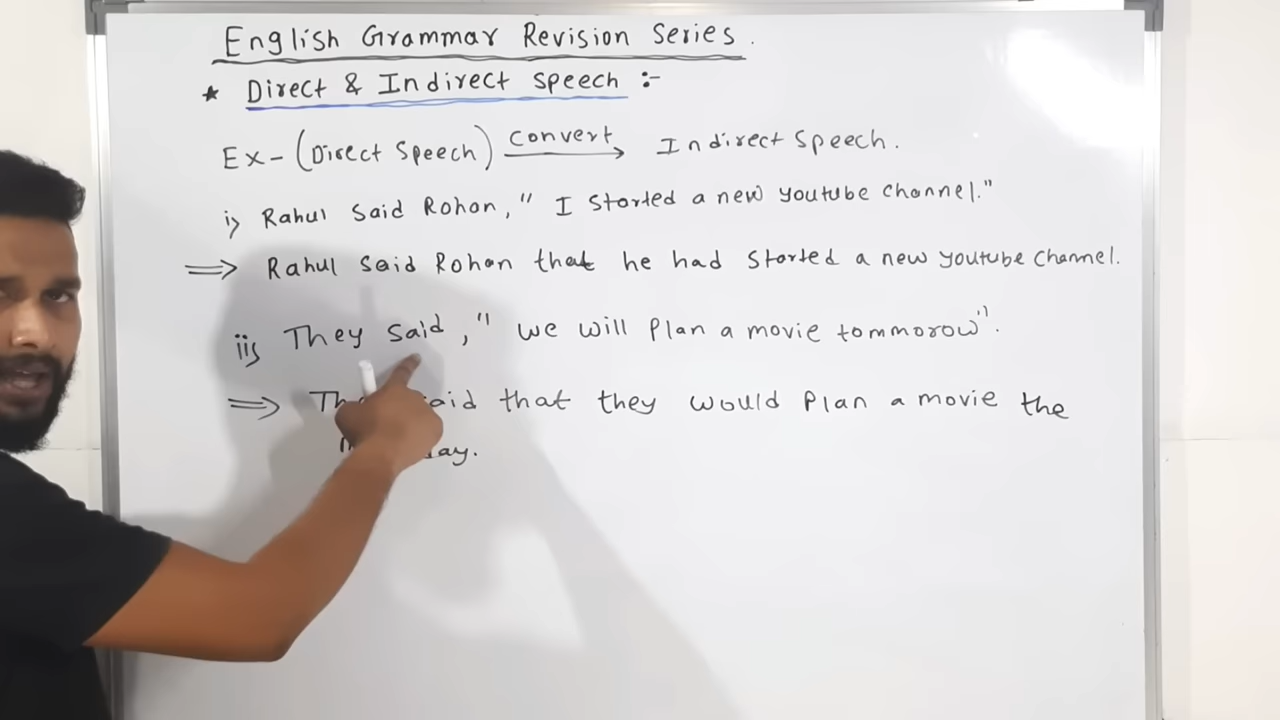 English Grammar Revision Series.
* Direct & Indirect Speech :-
Ex- (Direct Speech) Convert → Indirect Speech.
i> Rahul Said Rohan, " I Started a new Youtube Channel."
⇒ Rahul Said Rohan that he had Started a new Youtube Channel.
ii> They Said, " we will Plan a movie tommorow".
⇒ said that they would Plan a movie the
day.